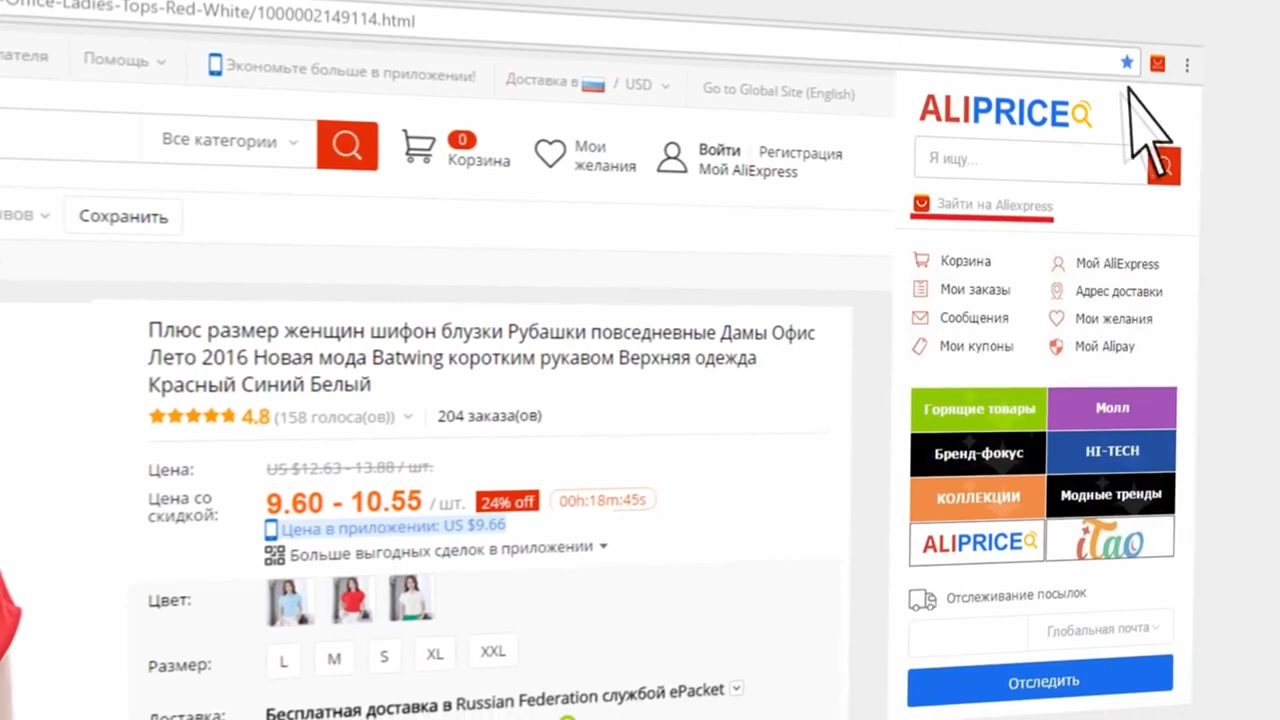 -Office-Ladies-Tops-Red-White/1000002149114.html
Помощь
Экономьте больше в приложении!
Доставка в / USD
Go to Global Site (English)
Все категории
0
Корзина
Мои
желания
Войти
Регистрация
Мой AliExpress
Сохранить
Плюс размер женщин шифон блузки Рубашки повседневные Дамы Офис
Лето 2016 Новая мода Batwing коротким рукавом Верхняя одежда
Красный Синий Белый
4.8 (158 голоса(ов)) 204 заказа(ов)
Цена: US $12.63 - 13.88 / шт.
Цена со
скидкой:
9.60 - 10.55 / шт. 24% off 00h:18m:45s
Цена в приложении: US $9.66
Больше выгодных сделок в приложении
Цвет:
Размер: L M S XL XXL
Доставка: Бесплатная доставка в Russian Federation службой ePacket
ALIPRICE
Я ищу...
Зайти на Aliexpress
Корзина
Мой AliExpress
Мои заказы
Адрес доставки
Сообщения
Мои желания
Мои купоны
Мой Alipay
Горящие товары
Молл
Бренд-фокус
HI-TECH
КОЛЛЕКЦИИ
Модные тренды
ALIPRICE
iTao
Отслеживание посылок
Глобальная почта
Отследить